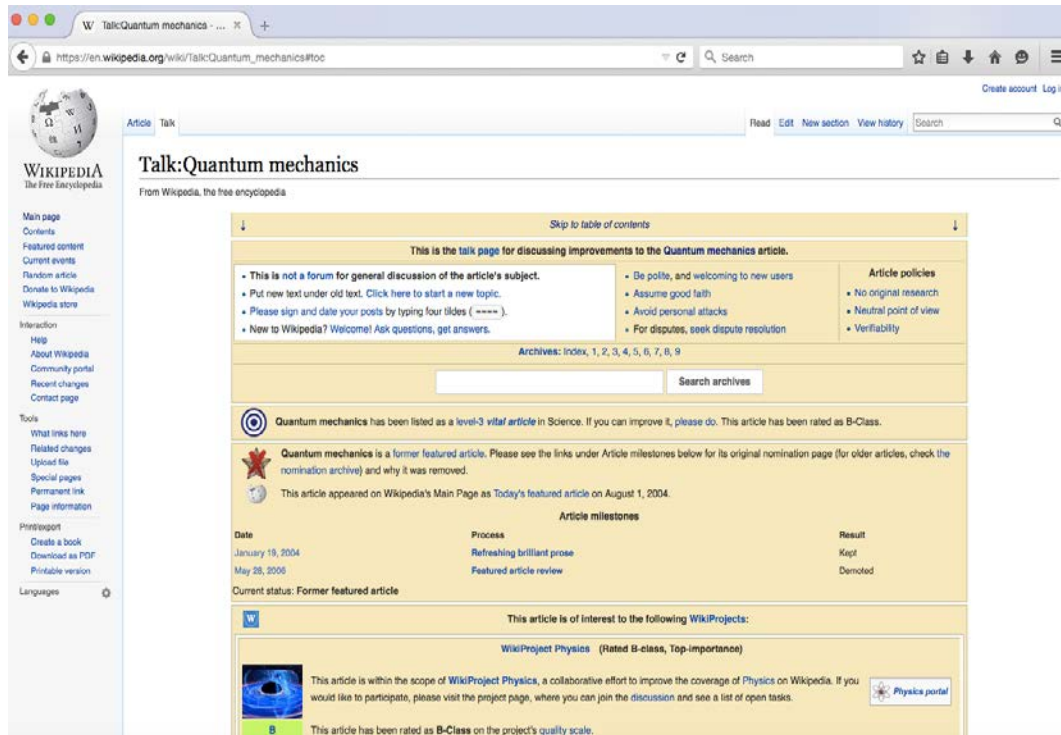 W Talk:Quantum mechanics - ... × +
https://en.wikipedia.org/wiki/Talk:Quantum_mechanics#toc Search
Create account Log in
Article Talk Read Edit New section View history Search
WIKIPEDIA
The Free Encyclopedia
Talk:Quantum mechanics
From Wikipedia, the free encyclopedia
Main page
Contents
Featured content
Current events
Random article
Donate to Wikipedia
Wikipedia store
Interaction
Help
About Wikipedia
Community portal
Recent changes
Contact page
Tools
What links here
Related changes
Upload file
Special pages
Permanent link
Page information
Print/export
Create a book
Download as PDF
Printable version
Languages
↓ Skip to table of contents ↓
This is the talk page for discussing improvements to the Quantum mechanics article.
• This is not a forum for general discussion of the article's subject.
• Put new text under old text. Click here to start a new topic.
• Please sign and date your posts by typing four tildes ( ~~~~ ).
• New to Wikipedia? Welcome! Ask questions, get answers.
• Be polite, and welcoming to new users
• Assume good faith
• Avoid personal attacks
• For disputes, seek dispute resolution
Article policies
• No original research
• Neutral point of view
• Verifiability
Archives: Index, 1, 2, 3, 4, 5, 6, 7, 8, 9
Search archives
Quantum mechanics has been listed as a level-3 vital article in Science. If you can improve it, please do. This article has been rated as B-Class.
Quantum mechanics is a former featured article. Please see the links under Article milestones below for its original nomination page (for older articles, check the
nomination archive) and why it was removed.
This article appeared on Wikipedia's Main Page as Today's featured article on August 1, 2004.
Article milestones
Date Process Result
January 19, 2004 Refreshing brilliant prose Kept
May 28, 2006 Featured article review Demoted
Current status: Former featured article
W This article is of interest to the following WikiProjects:
WikiProject Physics (Rated B-class, Top-importance)
This article is within the scope of WikiProject Physics, a collaborative effort to improve the coverage of Physics on Wikipedia. If you
would like to participate, please visit the project page, where you can join the discussion and see a list of open tasks.
Physics portal
B This article has been rated as B-Class on the project's quality scale.